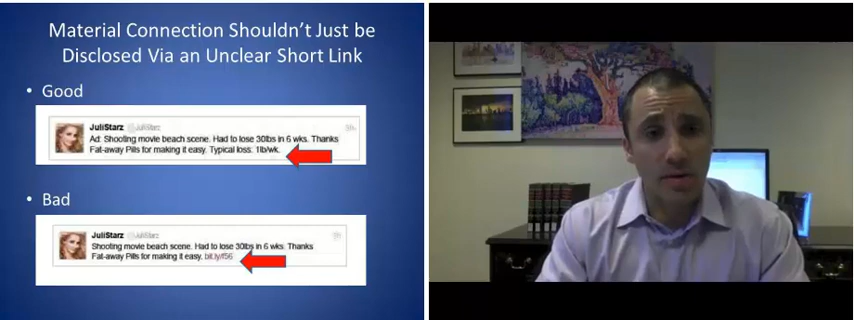 Material Connection Shouldn't Just be
Disclosed Via an Unclear Short Link
• Good
JuliStarz @JuliStarz
Ad: Shooting movie beach scene. Had to lose 30lbs in 6 wks. Thanks
Fat-away Pills for making it easy. Typical loss: 1lb/wk.
• Bad
JuliStarz @JuliStarz
Shooting movie beach scene. Had to lose 30lbs in 6 wks. Thanks
Fat-away Pills for making it easy. bit.ly/f56